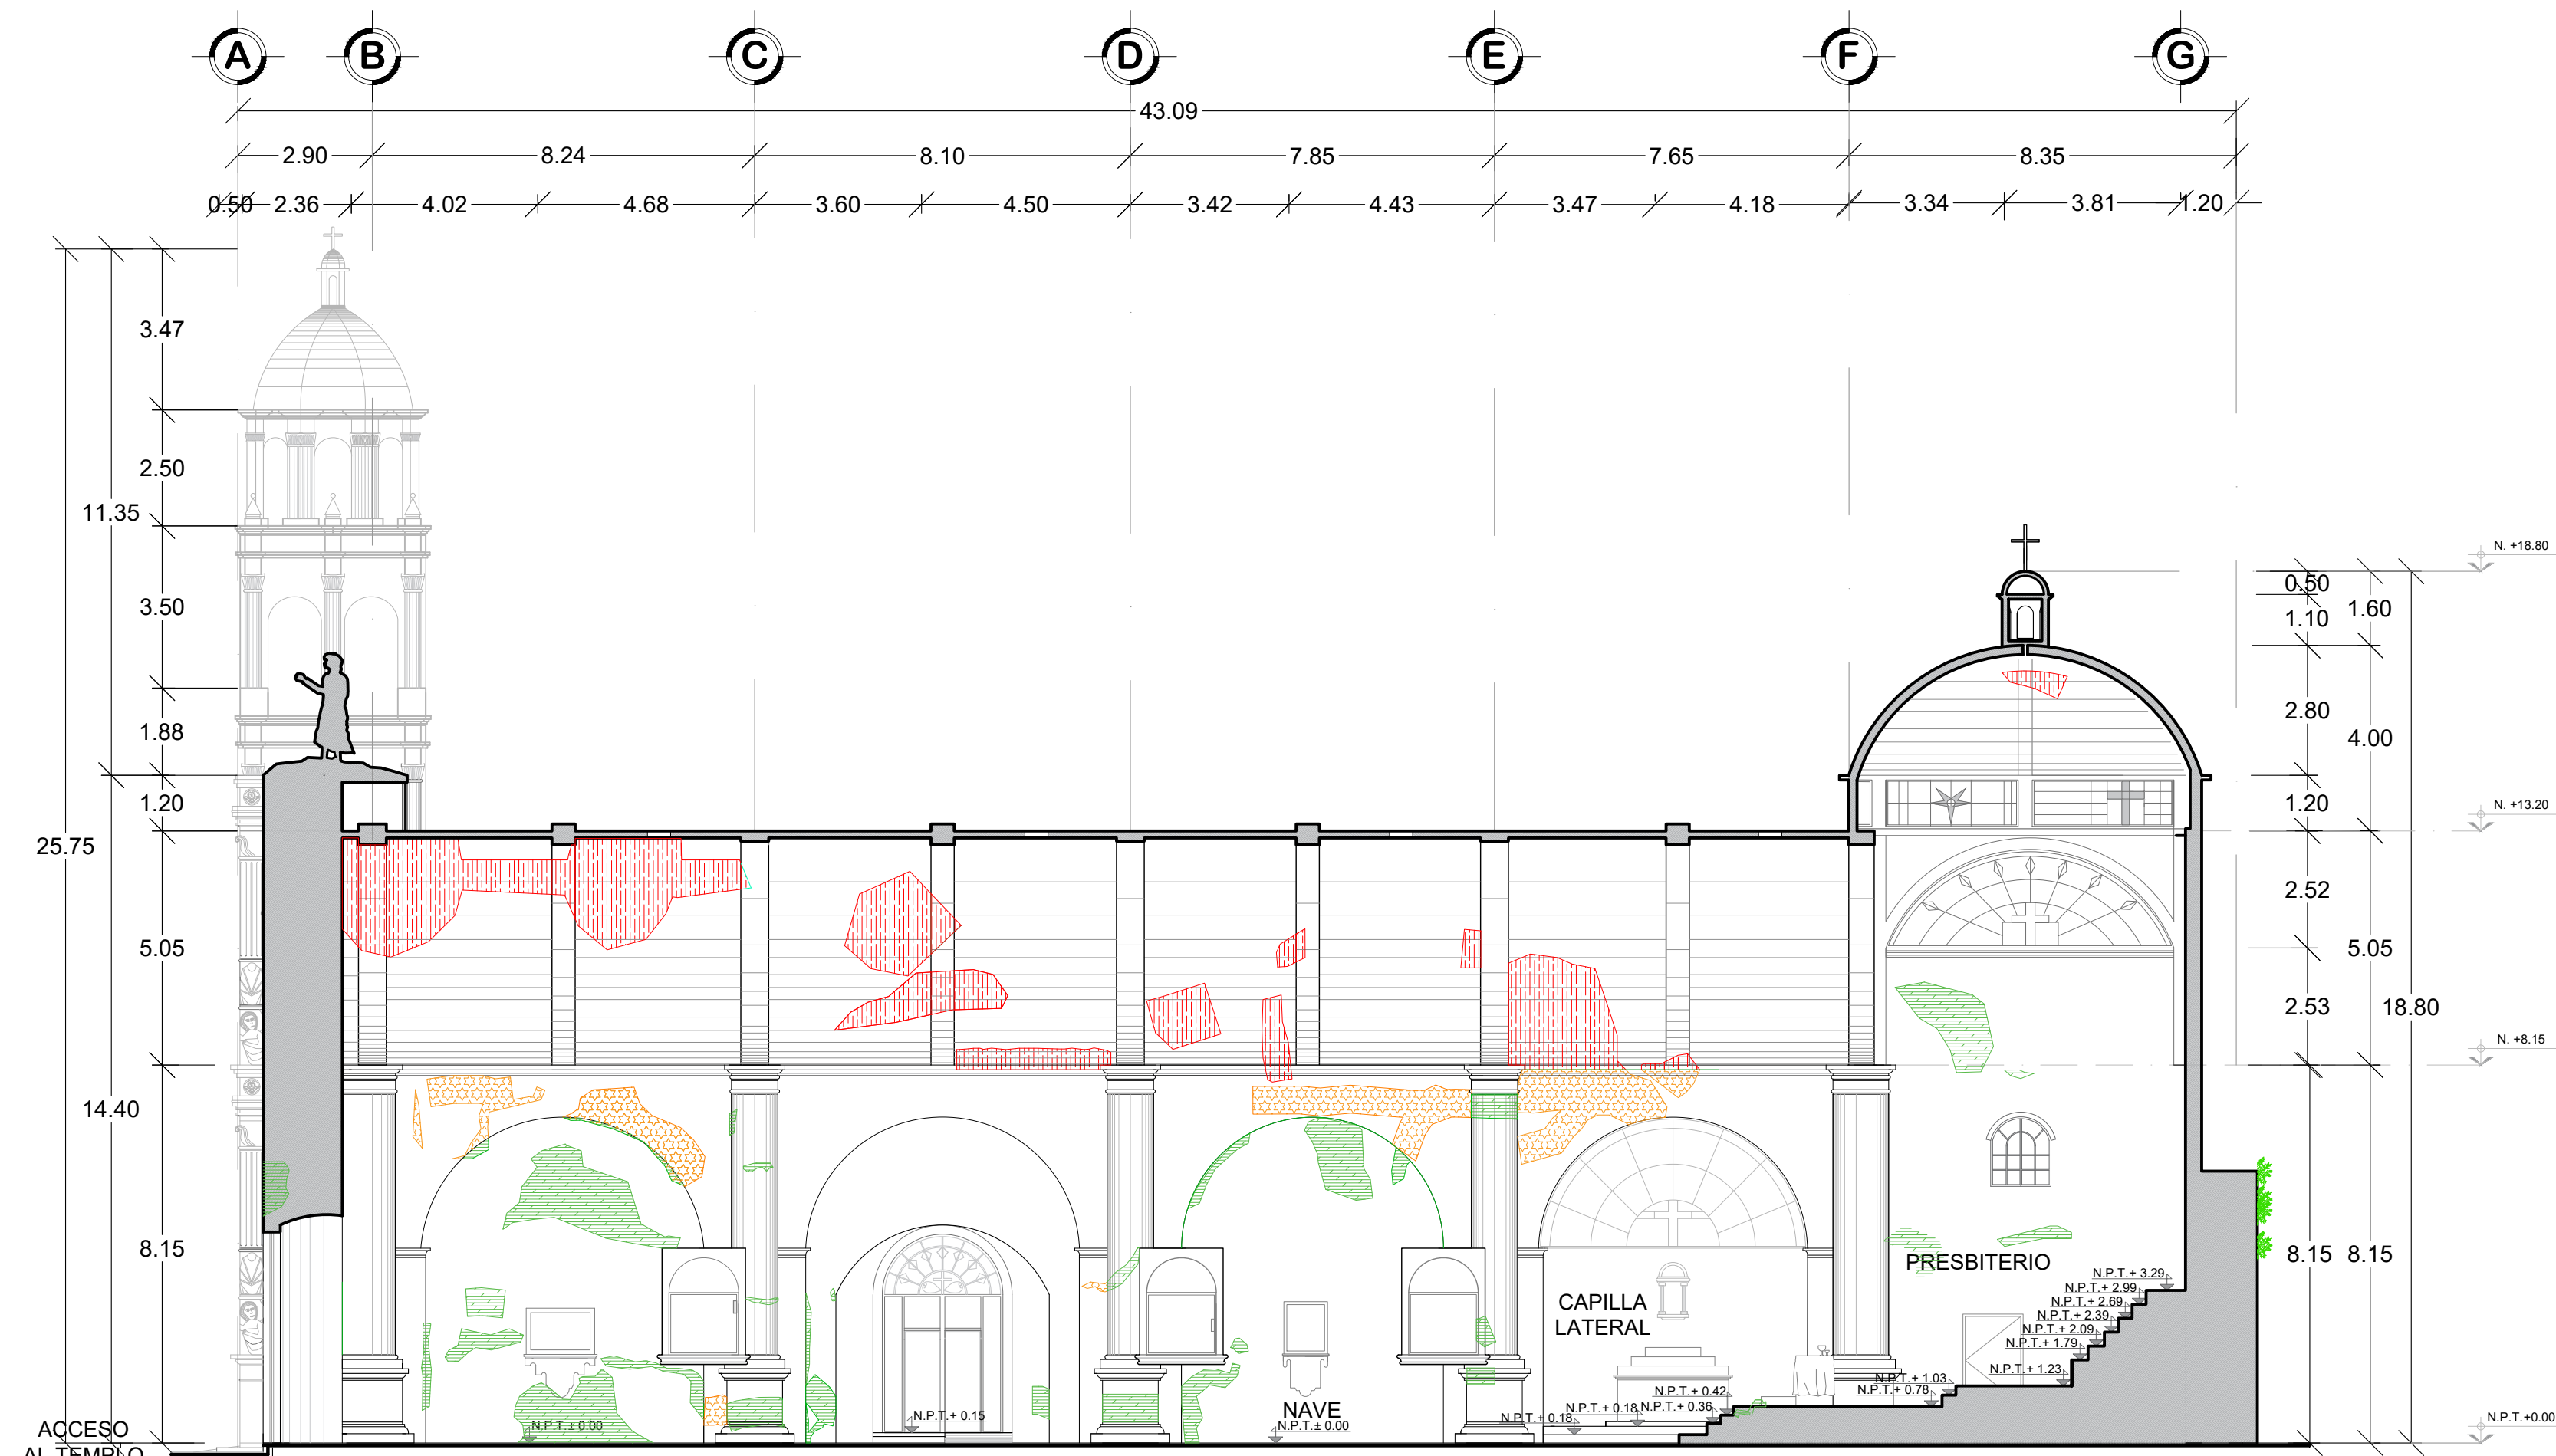 A B C D E F G
43.09
2.90 8.24 8.10 7.85 7.65 8.35
0.50 2.36 4.02 4.68 3.60 4.50 3.42 4.43 3.47 4.18 3.34 3.81 1.20
3.47
2.50
11.35
3.50
1.88
1.20
25.75
5.05
14.40
8.15
N. +18.80
0.50
1.60
1.10
2.80
4.00
1.20
N. +13.20
2.52
5.05
2.53
18.80
N. +8.15
8.15 8.15
N.P.T.+0.00
PRESBITERIO
N.P.T.+ 3.29
N.P.T.+ 2.99
N.P.T.+ 2.69
N.P.T.+ 2.39
N.P.T.+ 2.09
N.P.T.+ 1.79
N.P.T.+ 1.23
N.P.T.+ 1.03
N.P.T.+ 0.78
CAPILLA
LATERAL
N.P.T.+ 0.42
N.P.T.+ 0.36
N.P.T.+ 0.18
N.P.T.+ 0.18
NAVE
N.P.T.± 0.00
N.P.T.+ 0.15
N.P.T.± 0.00
ACCESO
AL TEMPLO